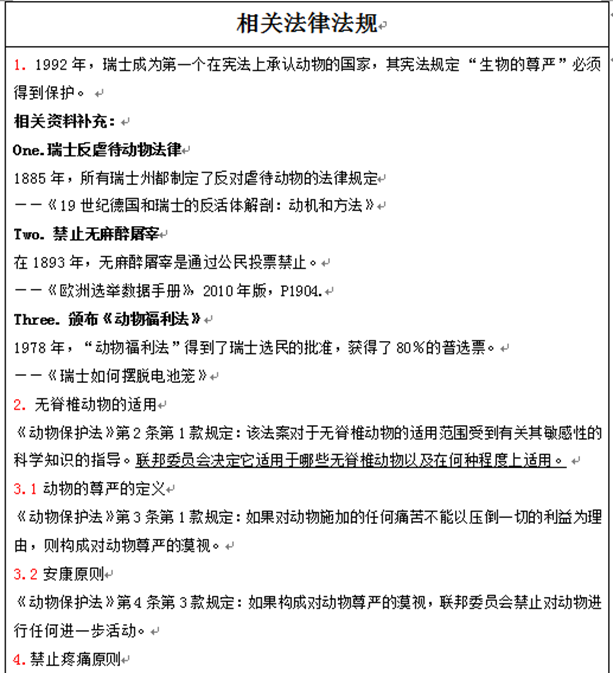 相关法律法规
1. 1992 年，瑞士成为第一个在宪法上承认动物的国家，其宪法规定 “生物的尊严”必须
得到保护。
相关资料补充：
One.瑞士反虐待动物法律
1885 年，所有瑞士州都制定了反对虐待动物的法律规定
——《19 世纪德国和瑞士的反活体解剖：动机和方法》
Two. 禁止无麻醉屠宰
在 1893 年，无麻醉屠宰是通过公民投票禁止。
——《欧洲选举数据手册》，2010 年版，P1904.
Three. 颁布《动物福利法》
1978 年，“动物福利法”得到了瑞士选民的批准，获得了 80%的普选票。
——《瑞士如何摆脱电池笼》
2. 无脊椎动物的适用
《动物保护法》第 2 条第 1 款规定：该法案对于无脊椎动物的适用范围受到有关其敏感性的
科学知识的指导。联邦委员会决定它适用于哪些无脊椎动物以及在何种程度上适用。
3.1 动物的尊严的定义
《动物保护法》第 3 条第 1 款规定：如果对动物施加的任何痛苦不能以压倒一切的利益为理
由，则构成对动物尊严的漠视。
3.2 安康原则
《动物保护法》第 4 条第 3 款规定：如果构成对动物尊严的漠视，联邦委员会禁止对动物进
行任何进一步活动。
4. 禁止疼痛原则